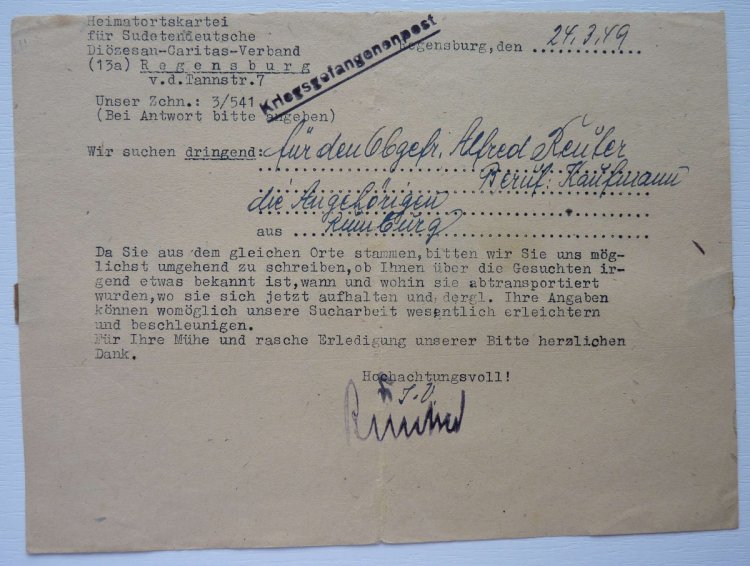 Heimatortskartei
für Sudetendeutsche
Diözesan-Caritas-Verband
(13a) Regensburg
v.d.Tannstr.7
Kriegsgefangenenpost
Regensburg,den 24.3.49
Unser Zchn.: 3/541
(Bei Antwort bitte angeben)
Wir suchen dringend: für den Obgefr. Alfred Reuter
Beruf: Kaufmann
die Angehörigen
aus Rumburg
Da Sie aus dem gleichen Orte stammen,bitten wir Sie uns mög-
lichst umgehend zu schreiben,ob Ihnen über die Gesuchten ir-
gend etwas bekannt ist,wann und wohin sie abtransportiert
wurden,wo sie sich jetzt aufhalten und dergl. Ihre Angaben
können womöglich unsere Sucharbeit wesentlich erleichtern
und beschleunigen.
Für Ihre Mühe und rasche Erledigung unserer Bitte herzlichen
Dank.
Hochachtungsvoll!
I.V.